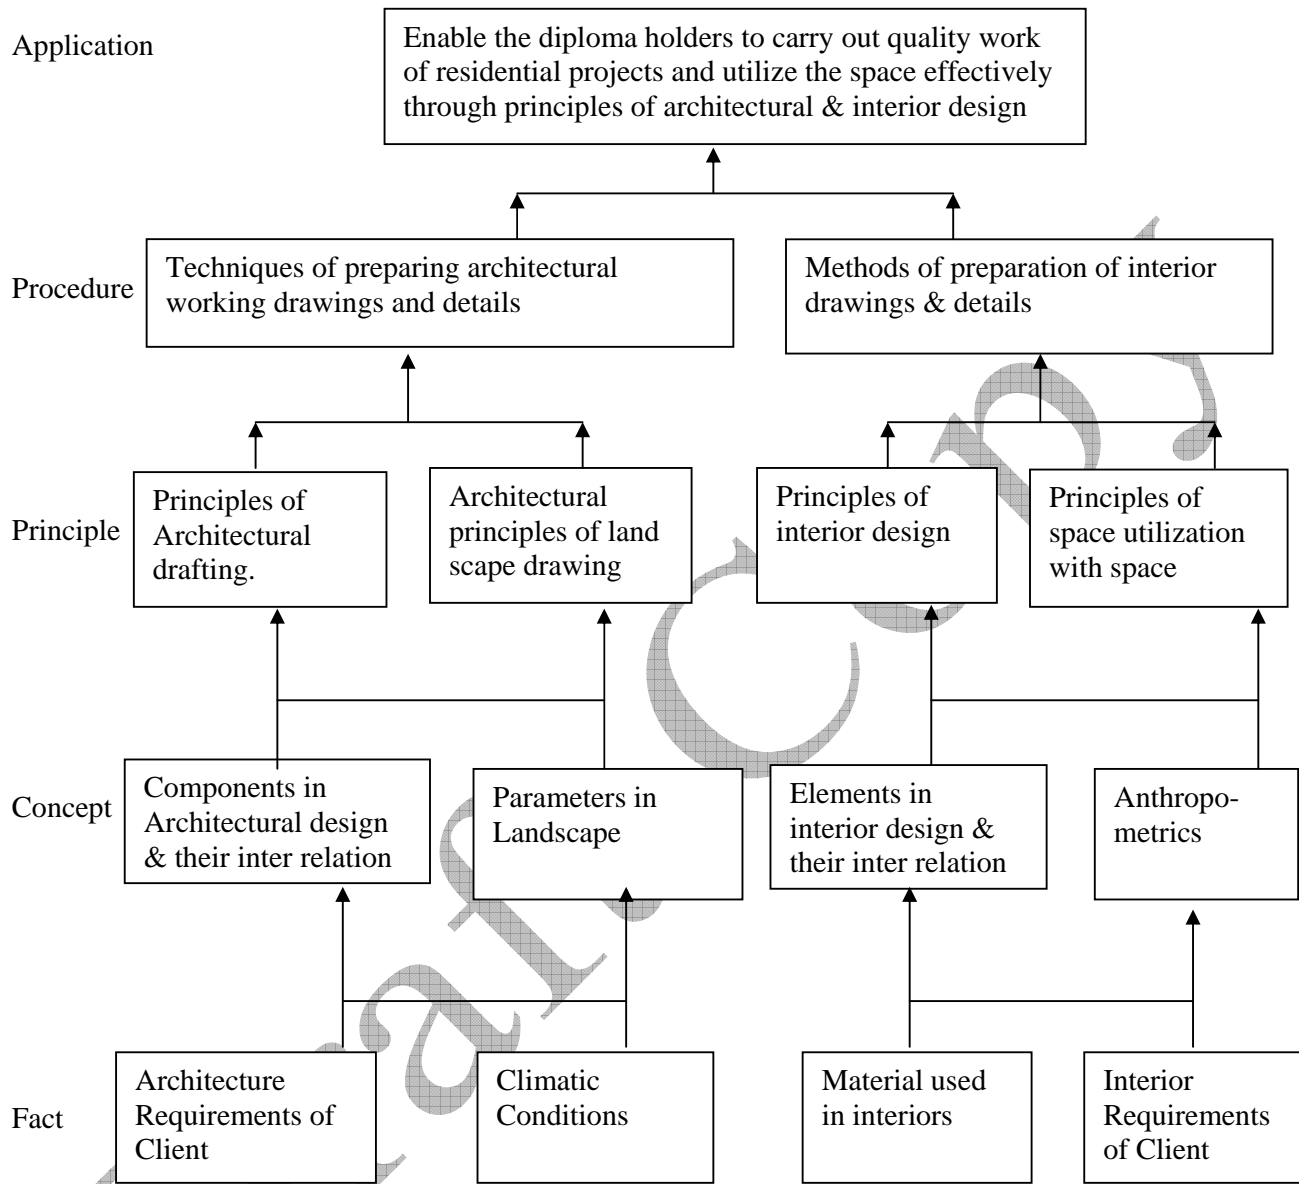 Application
Enable the diploma holders to carry out quality work
of residential projects and utilize the space effectively
through principles of architectural & interior design
Procedure
Techniques of preparing architectural
working drawings and details
Methods of preparation of interior
drawings & details
Principle
Principles of
Architectural
drafting.
Architectural
principles of land
scape drawing
Principles of
interior design
Principles of
space utilization
with space
Concept
Components in
Architectural design
& their inter relation
Parameters in
Landscape
Elements in
interior design &
their inter relation
Anthropo-
metrics
Fact
Architecture
Requirements of
Client
Climatic
Conditions
Material used
in interiors
Interior
Requirements
of Client